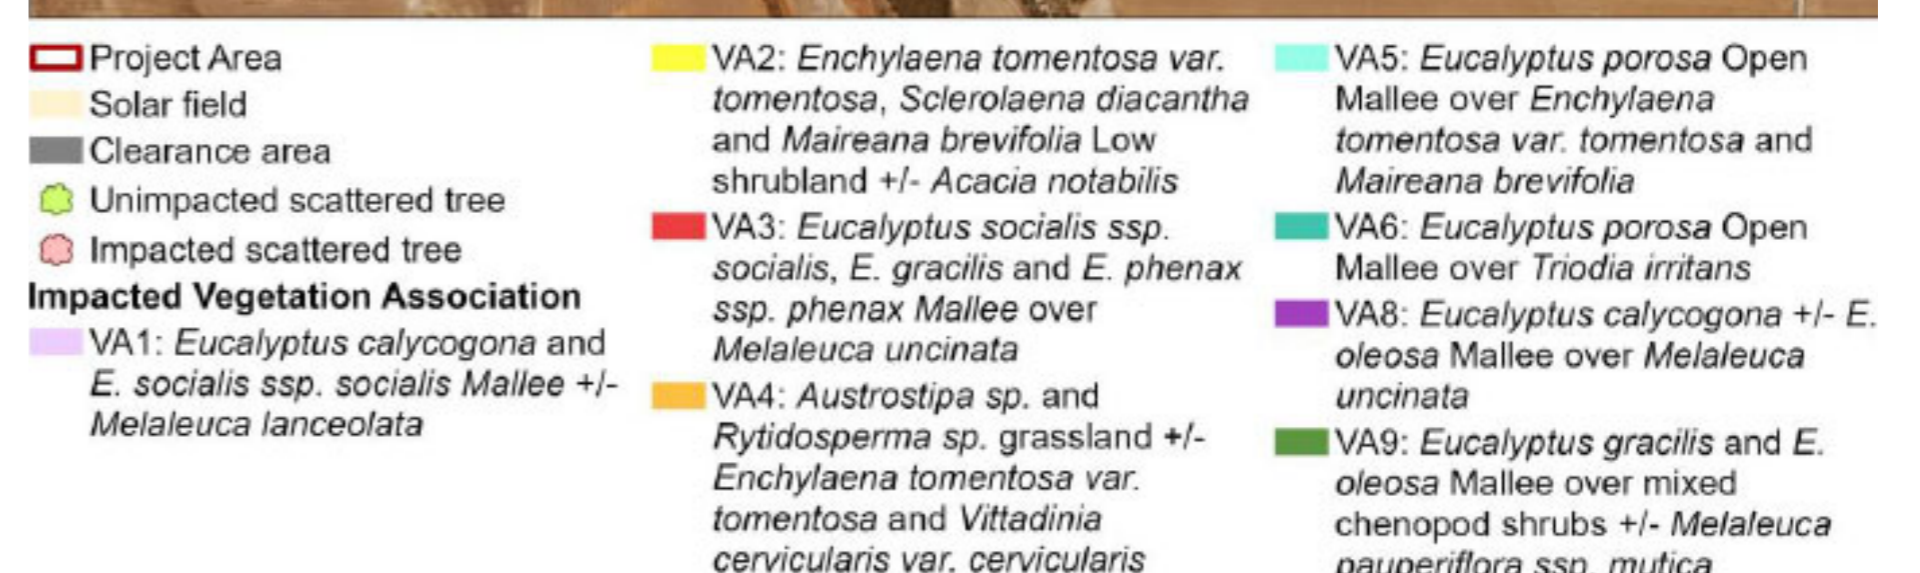 Project Area
Solar field
Clearance area
Unimpacted scattered tree
Impacted scattered tree
Impacted Vegetation Association
VA1: Eucalyptus calycogona and
E. socialis ssp. socialis Mallee +/-
Melaleuca lanceolata
VA2: Enchylaena tomentosa var.
tomentosa, Sclerolaena diacantha
and Maireana brevifolia Low
shrubland +/- Acacia notabilis
VA3: Eucalyptus socialis ssp.
socialis, E. gracilis and E. phenax
ssp. phenax Mallee over
Melaleuca uncinata
VA4: Austrostipa sp. and
Rytidosperma sp. grassland +/-
Enchylaena tomentosa var.
tomentosa and Vittadinia
cervicularis var. cervicularis
VA5: Eucalyptus porosa Open
Mallee over Enchylaena
tomentosa var. tomentosa and
Maireana brevifolia
VA6: Eucalyptus porosa Open
Mallee over Triodia irritans
VA8: Eucalyptus calycogona +/- E.
oleosa Mallee over Melaleuca
uncinata
VA9: Eucalyptus gracilis and E.
oleosa Mallee over mixed
chenopod shrubs +/- Melaleuca
pauperiflora ssp. mutica